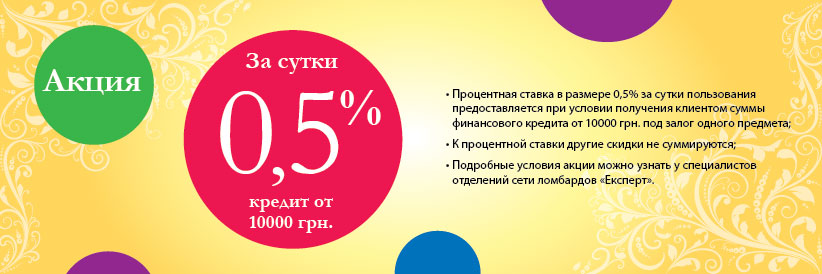 Акция
За сутки
0,5%
кредит от
10000 грн.
• Процентная ставка в размере 0,5% за сутки пользования
предоставляется при условии получения клиентом суммы
финансового кредита от 10000 грн. под залог одного предмета;
• К процентной ставки другие скидки не суммируются;
• Подробные условия акции можно узнать у специалистов
отделений сети ломбардов «Експерт».